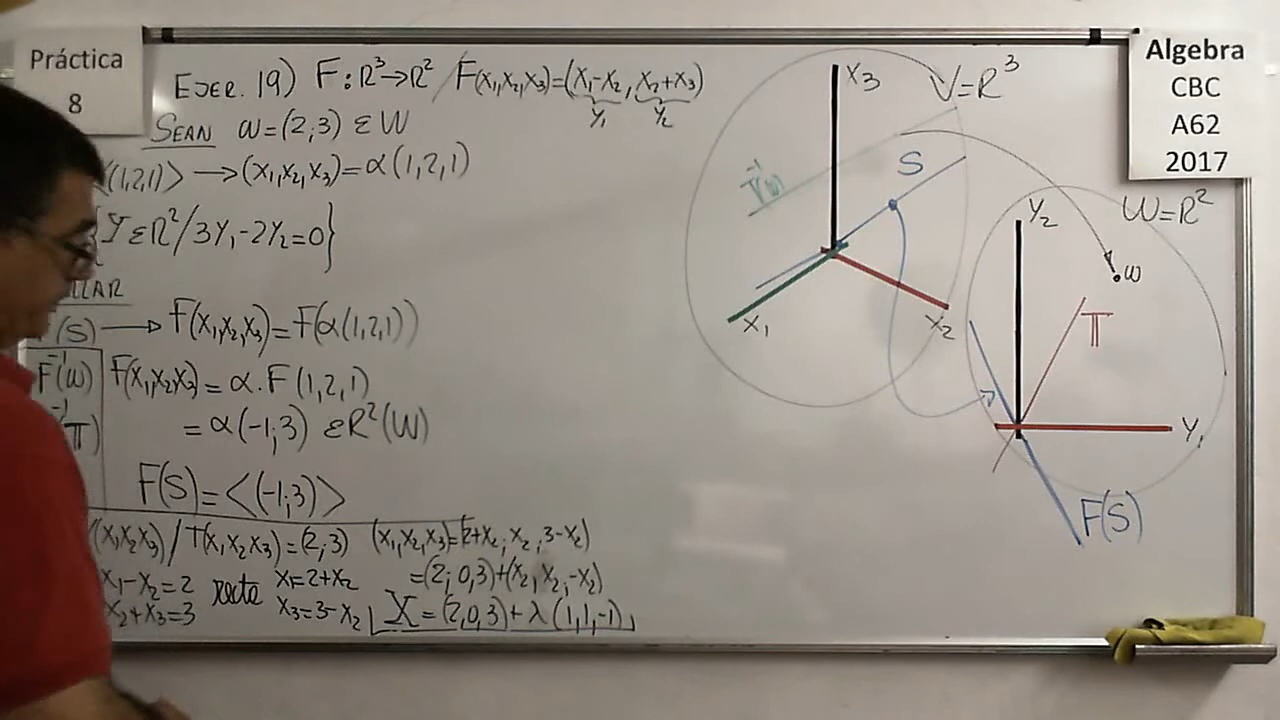 Práctica
8
EJER. 19) F:R³→R² / F(X₁,X₂,X₃)=(X₁-X₂,X₂+X₃)
Y₁ Y₂
SEAN W=(2;3) ε W
⟨(1,2,1)⟩ → (X₁,X₂,X₃)=α(1,2,1)
{Y ε R² / 3Y₁-2Y₂=0}
F(S) → F(X₁,X₂,X₃)=F(α(1,2,1))
F⁻¹(W) F(X₁,X₂,X₃)= α.F(1,2,1)
⁻¹(T) =α(-1;3) ε R²(W)
F(S)=⟨(-1;3)⟩
(X₁X₂X₃) / T(X₁X₂X₃)=(2;3) (X₁,X₂,X₃)=(2+X₂; X₂, 3-X₂)
X₁-X₂=2 recta X₁=2+X₂ =(2;0,3)+(X₂,X₂,-X₂)
X₂+X₃=3 X₃=3-X₂ X=(2,0,3)+λ(1,1,-1)
X₃
V=R³
S
X₁
X₂
W=R²
Y₂
W
T
Y₁
F(S)
Algebra
CBC
A62
2017